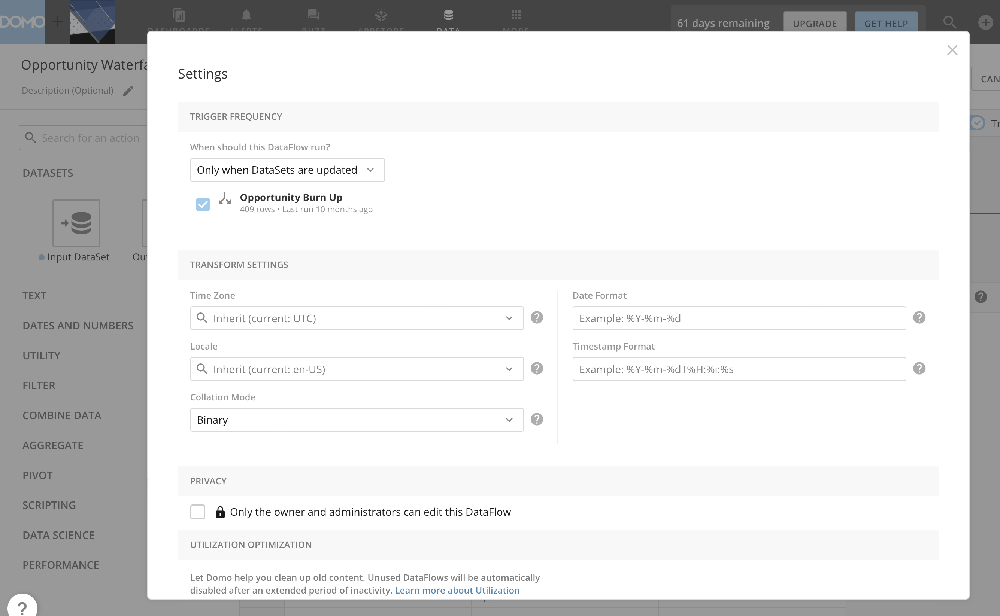 DOMO
DASHBOARDS
ALERTS
BUZZ
APPSTORE
DATA
MORE
61 days remaining
UPGRADE
GET HELP
Opportunity Waterfa
Description (Optional)
CAN
Search for an action
Tr
DATASETS
Input DataSet
Out
TEXT
DATES AND NUMBERS
UTILITY
FILTER
COMBINE DATA
AGGREGATE
PIVOT
SCRIPTING
DATA SCIENCE
PERFORMANCE
Settings
TRIGGER FREQUENCY
When should this DataFlow run?
Only when DataSets are updated
Opportunity Burn Up
409 rows • Last run 10 months ago
TRANSFORM SETTINGS
Time Zone
Inherit (current: UTC)
Locale
Inherit (current: en-US)
Collation Mode
Binary
Date Format
Example: %Y-%m-%d
Timestamp Format
Example: %Y-%m-%dT%H:%i:%s
PRIVACY
Only the owner and administrators can edit this DataFlow
UTILIZATION OPTIMIZATION
Let Domo help you clean up old content. Unused DataFlows will be automatically
disabled after an extended period of inactivity. Learn more about Utilization